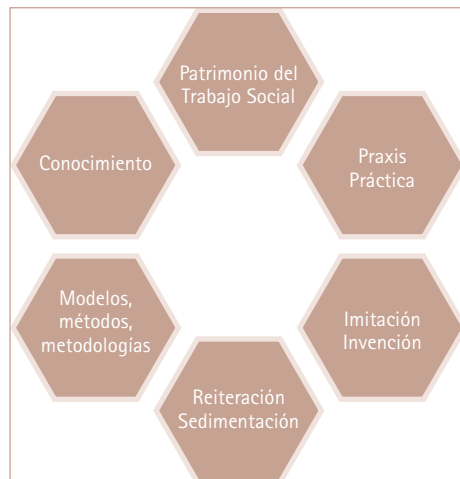 Patrimonio del
Trabajo Social
Conocimiento
Praxis
Práctica
Modelos,
métodos,
metodologías
Imitación
Invención
Reiteración
Sedimentación